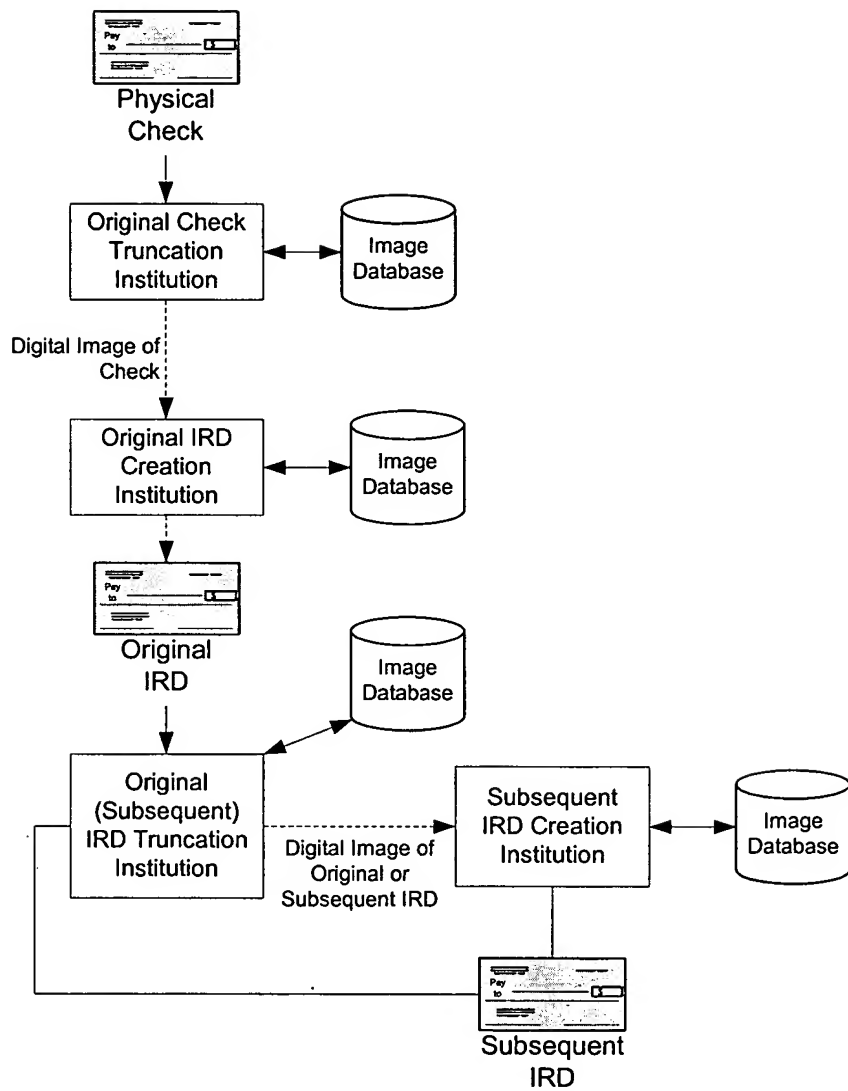 Pay
to
$
Physical
Check
Original Check
Truncation
Institution
Image
Database
Digital Image of
Check
Original IRD
Creation
Institution
Image
Database
Pay
to
$
Original
IRD
Image
Database
Original
(Subsequent)
IRD Truncation
Institution
Digital Image of
Original or
Subsequent IRD
Subsequent
IRD Creation
Institution
Image
Database
Pay
to
$
Subsequent
IRD